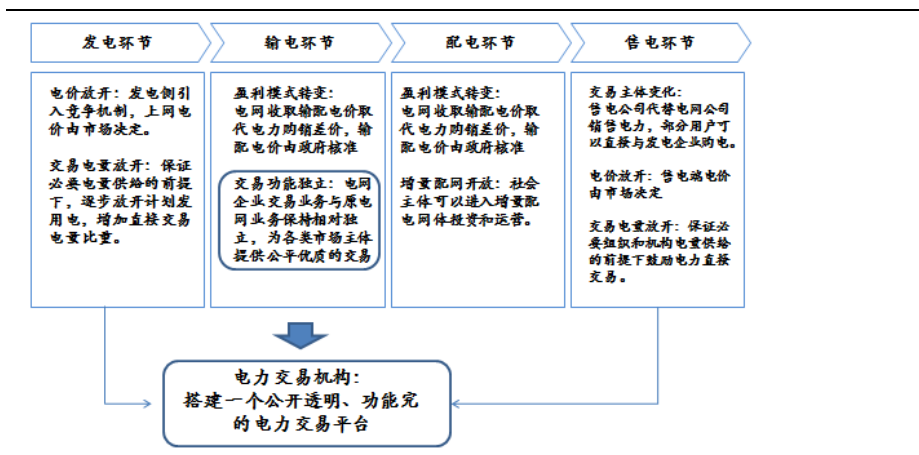 发电环节
输电环节
配电环节
售电环节
电价放开：发电侧引
入竞争机制，上网电
价由市场决定。
交易电量放开：保证
必要电量供给的前提
下，逐步放开计划发
用电，增加直接交易
电量比重。
盈利模式转变：
电网收取输配电价取
代电力购销差价，输
配电价由政府核准
交易功能独立：电网
企业交易业务与原电
网业务保持相对独
立，为各类市场主体
提供公平优质的交易
盈利模式转变：
电网收取输配电价取
代电力购销差价，输
配电价由政府核准
增量配网开放：社会
主体可以进入增量配
电网体投资和运营。
交易主体变化：
售电公司代替电网公司
销售电力，部分用户可
以直接与发电企业购电。
电价放开：售电端电价
由市场决定
交易电量放开：保证必
要组织和机构电量供给
的前提下鼓励电力直接
交易。
电力交易机构：
搭建一个公开透明、功能完
的电力交易平台